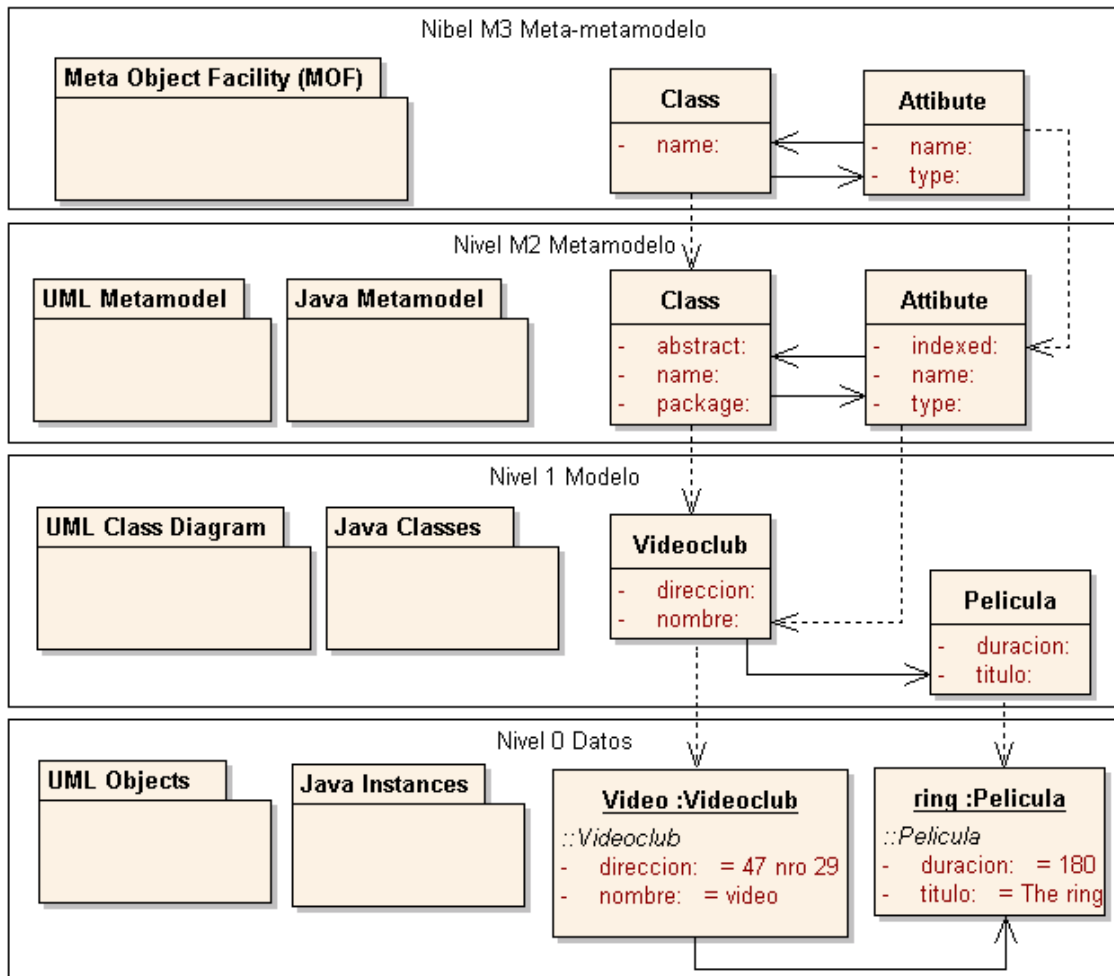 Nibel M3 Meta-metamodelo
Meta Object Facility (MOF)
Class
- name:
Attibute
- name:
- type:
Nivel M2 Metamodelo
UML Metamodel
Java Metamodel
Class
- abstract:
- name:
- package:
Attibute
- indexed:
- name:
- type:
Nivel 1 Modelo
UML Class Diagram
Java Classes
Videoclub
- direccion:
- nombre:
Pelicula
- duracion:
- titulo:
Nivel 0 Datos
UML Objects
Java Instances
Video :Videoclub
::Videoclub
- direccion: = 47 nro 29
- nombre: = video
ring :Pelicula
::Pelicula
- duracion: = 180
- titulo: = The ring